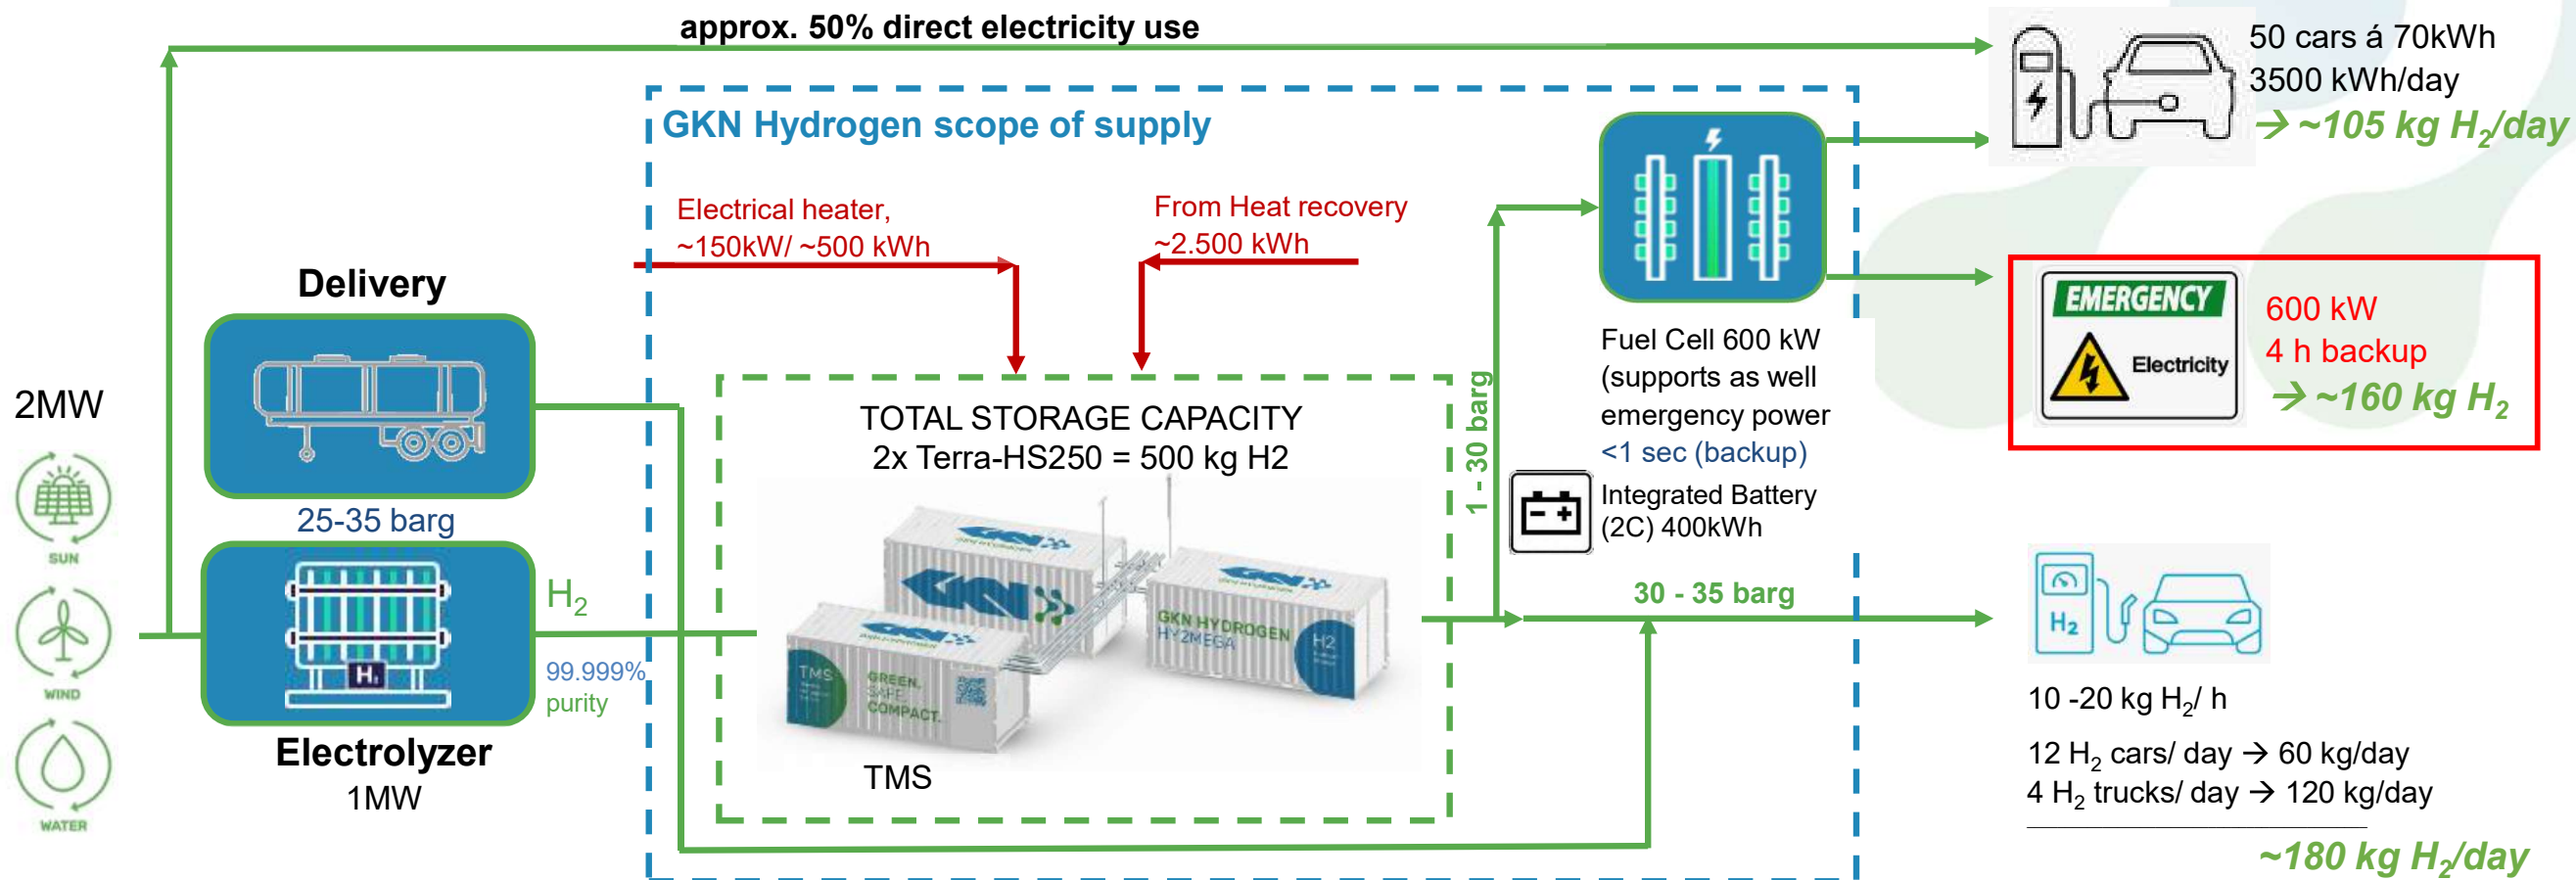 approx. 50% direct electricity use
50 cars á 70kWh
3500 kWh/day
→ ~105 kg H₂/day
GKN Hydrogen scope of supply
Electrical heater,
~150kW/ ~500 kWh
From Heat recovery
~2.500 kWh
Delivery
2MW
SUN
WIND
WATER
25-35 barg
H₂
99.999%
purity
H₂
Electrolyzer
1MW
TOTAL STORAGE CAPACITY
2x Terra-HS250 = 500 kg H2
GKN
GKN
GKN
GKN HYDROGEN
HY2MEGA
H2
TMS
GREEN.
SAFE.
COMPACT.
TMS
1 - 30 barg
Fuel Cell 600 kW
(supports as well
emergency power
<1 sec (backup)
Integrated Battery
(2C) 400kWh
30 - 35 barg
EMERGENCY
Electricity
600 kW
4 h backup
→ ~160 kg H₂
H₂
10 -20 kg H₂/ h
12 H₂ cars/ day → 60 kg/day
4 H₂ trucks/ day → 120 kg/day
~180 kg H₂/day